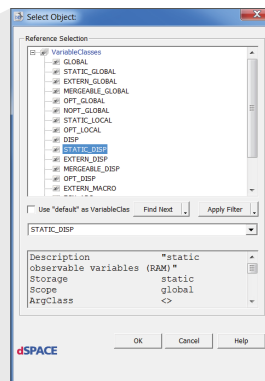 Select Object:
Reference Selection
VariableClasses
GLOBAL
STATIC_GLOBAL
EXTERN_GLOBAL
MERGEABLE_GLOBAL
OPT_GLOBAL
NOPT_GLOBAL
STATIC_LOCAL
OPT_LOCAL
DISP
STATIC_DISP
EXTERN_DISP
MERGEABLE_DISP
OPT_DISP
EXTERN_MACRO
Use "default" as VariableClas Find Next Apply Filter
STATIC_DISP
Description "static
observable variables (RAM)"
Storage static
Scope global
ArgClass <>
OK Cancel Help
dSPACE